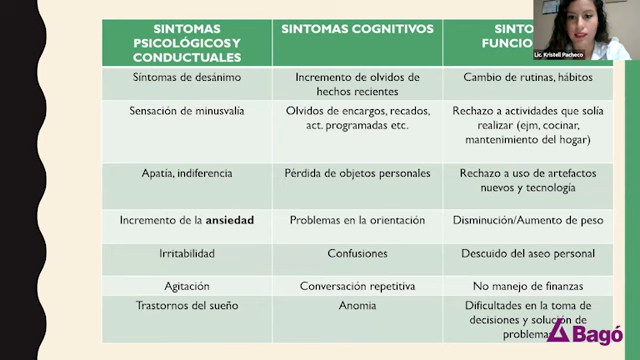 Lic. Kristell Pacheco
SINTOMAS
PSICOLÓGICOS Y
CONDUCTUALES
SINTOMAS COGNITIVOS
Síntomas de desánimo
Incremento de olvidos de
hechos recientes
Cambio de rutinas, hábitos
Sensación de minusvalía
Olvidos de encargos, recados,
act. programadas etc.
Rechazo a actividades que solía
realizar (ejm, cocinar,
mantenimiento del hogar)
Apatía, indiferencia
Pérdida de objetos personales
Rechazo a uso de artefactos
nuevos y tecnología
Incremento de la ansiedad
Problemas en la orientación
Disminución/Aumento de peso
Irritabilidad
Confusiones
Descuido del aseo personal
Agitación
Conversación repetitiva
No manejo de finanzas
Trastornos del sueño
Anomia
Dificultades en la toma de
decisiones y solución de
problemas
Bagó